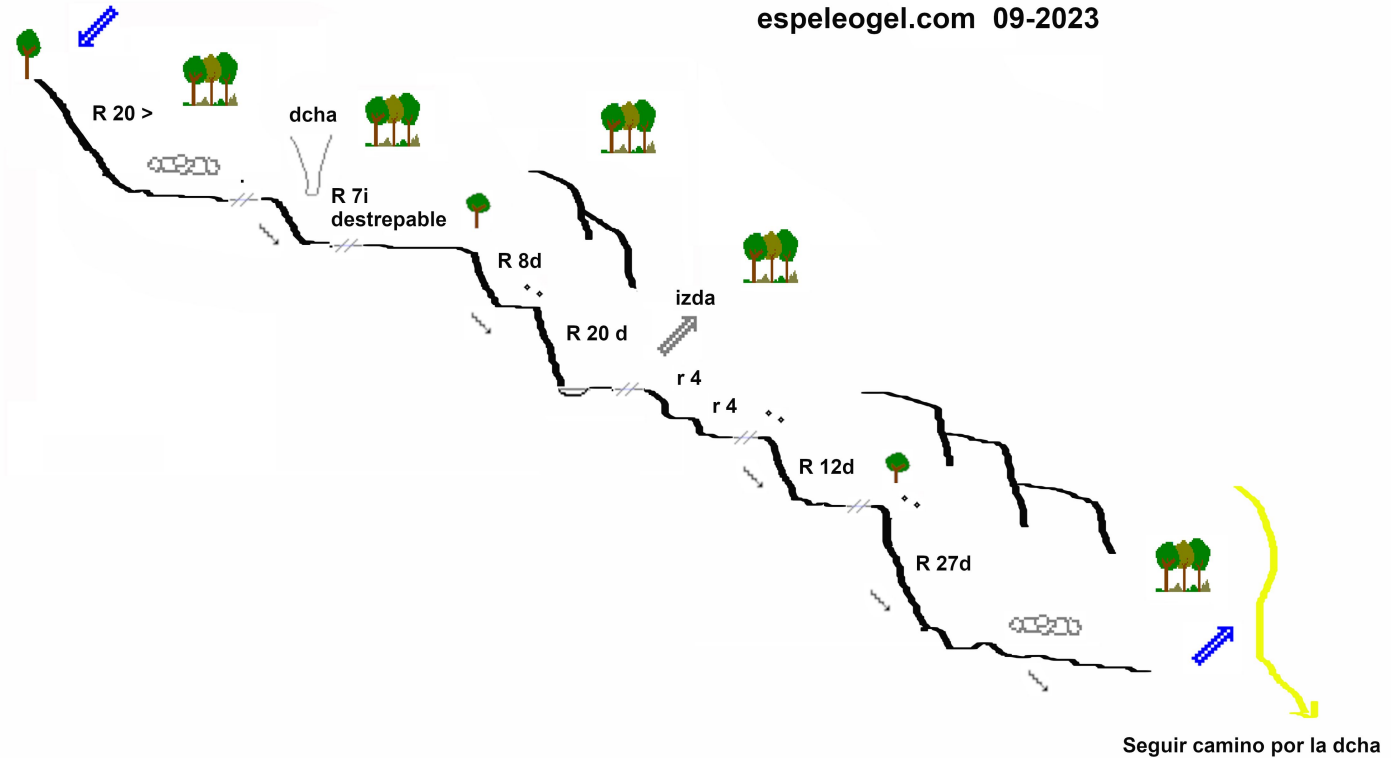 espeleogel.com 09-2023
R 20 >
dcha
R 7i
destrepable
R 8d
izda
R 20 d
r 4
r 4
R 12d
R 27d
Seguir camino por la dcha